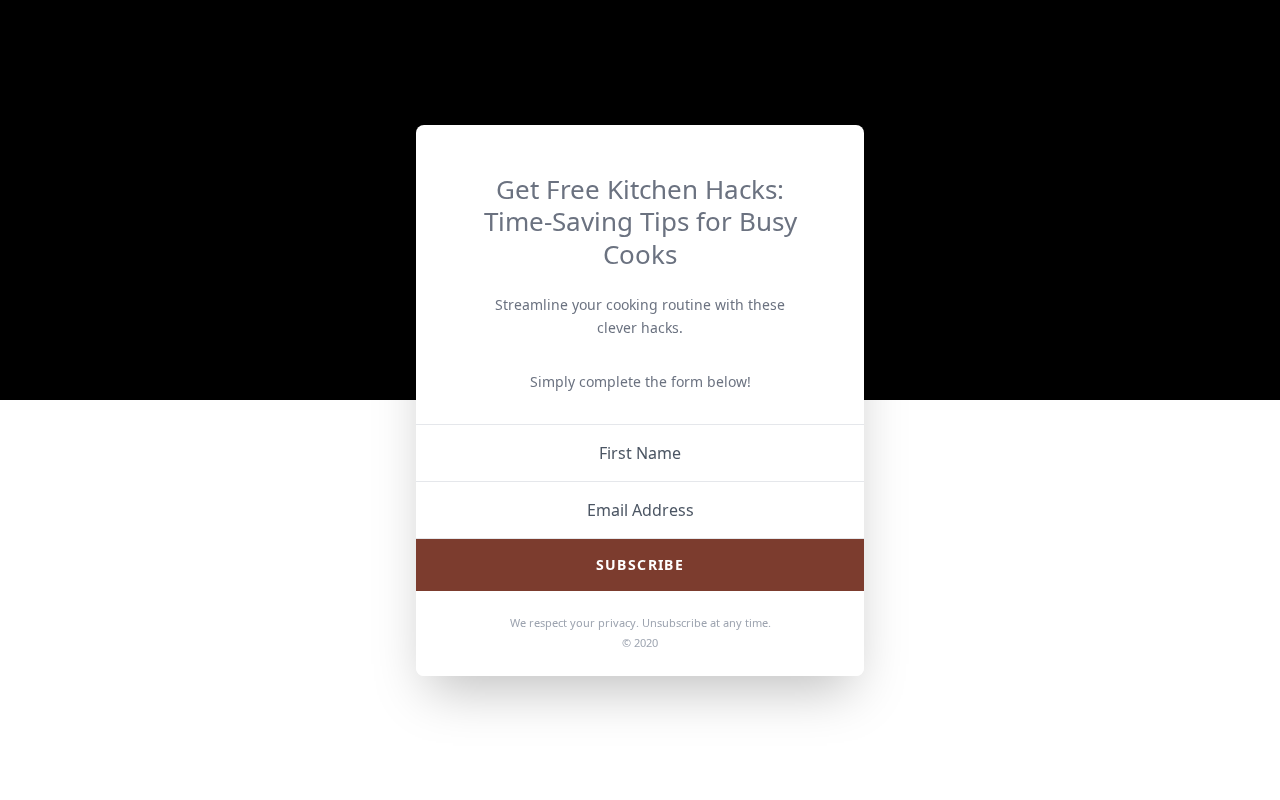 Get Free Kitchen Hacks:
Time-Saving Tips for Busy
Cooks
Streamline your cooking routine with these
clever hacks.
Simply complete the form below!
First Name
Email Address
SUBSCRIBE
We respect your privacy. Unsubscribe at any time.
© 2020